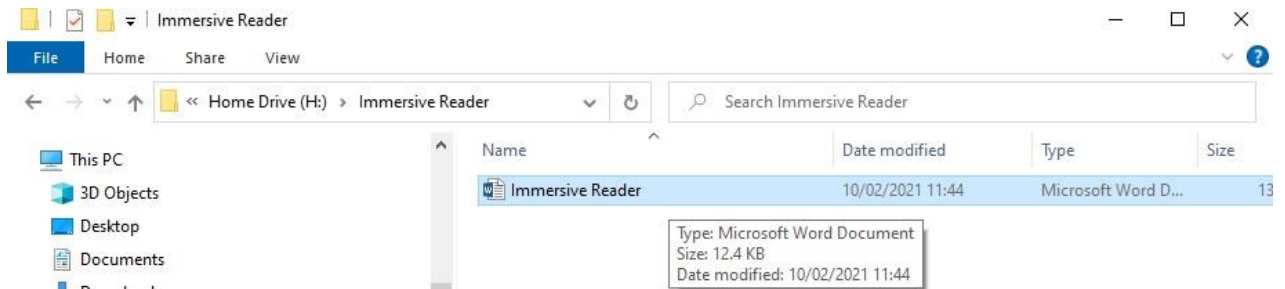 Immersive Reader
File Home Share View
« Home Drive (H:) › Immersive Reader
Search Immersive Reader
This PC
3D Objects
Desktop
Documents
Name Date modified Type Size
Immersive Reader 10/02/2021 11:44 Microsoft Word D... 13
Type: Microsoft Word Document
Size: 12.4 KB
Date modified: 10/02/2021 11:44